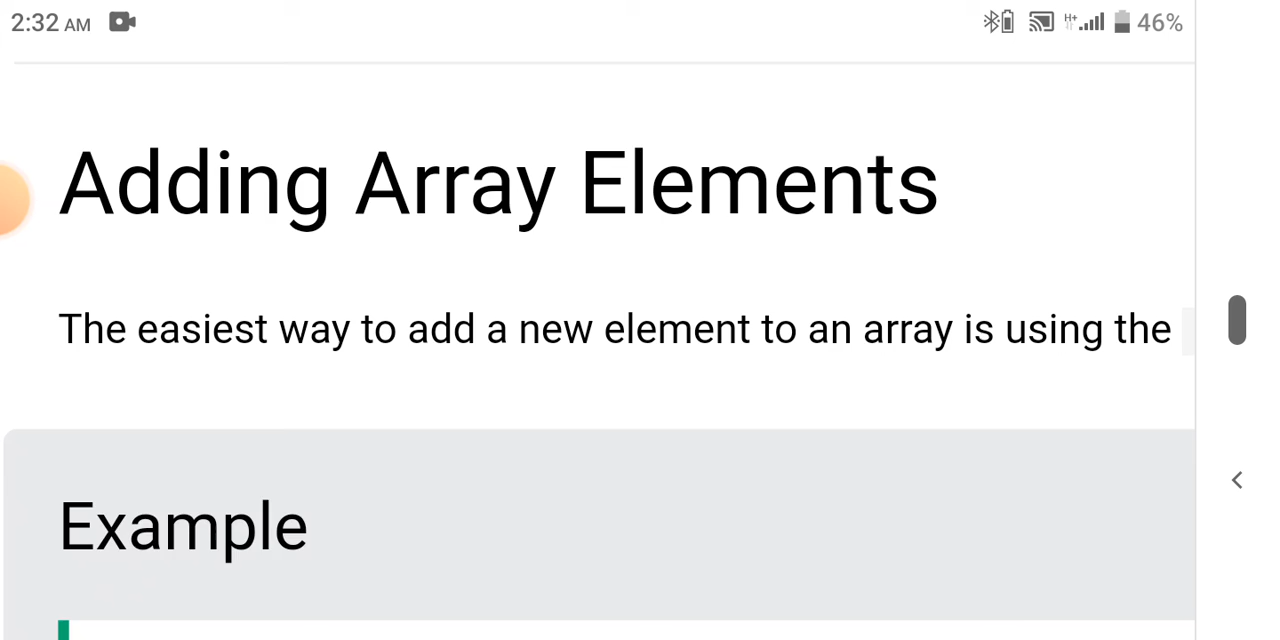 2:32 AM
H+
46%
Adding Array Elements
The easiest way to add a new element to an array is using the
Example